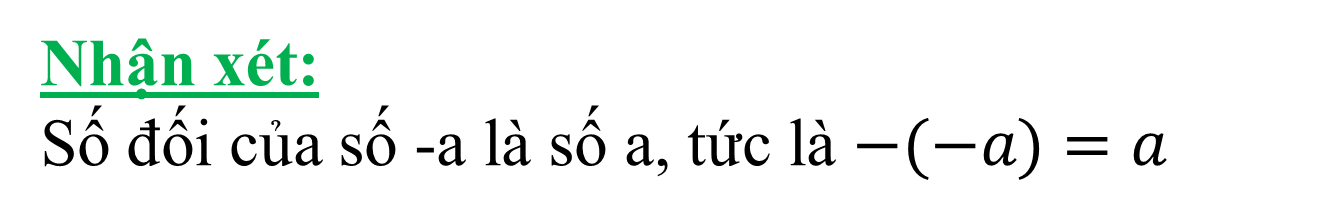 Nhận xét:
Số đối của số -a là số a, tức là −(−𝑎) = 𝑎